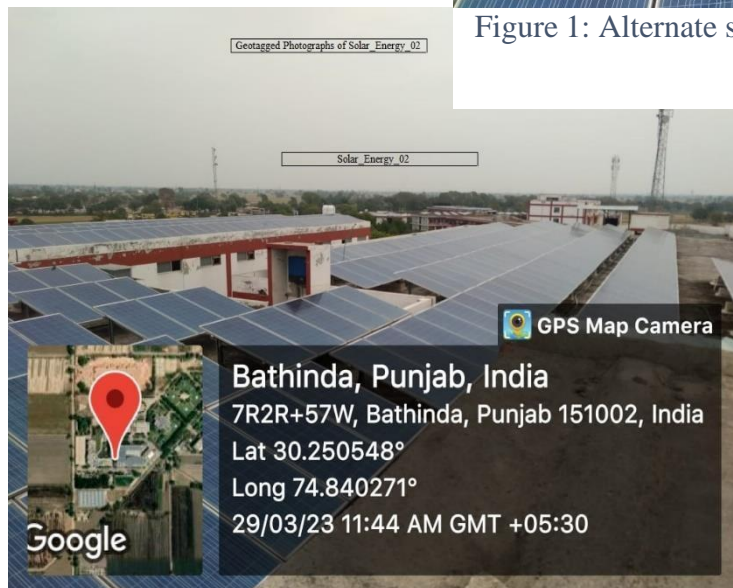 Figure 1: Alternate s
Geotagged Photographs of Solar_Energy_02
Solar_Energy_02
GPS Map Camera
Bathinda, Punjab, India
7R2R+57W, Bathinda, Punjab 151002, India
Lat 30.250548°
Long 74.840271°
29/03/23 11:44 AM GMT +05:30
Google